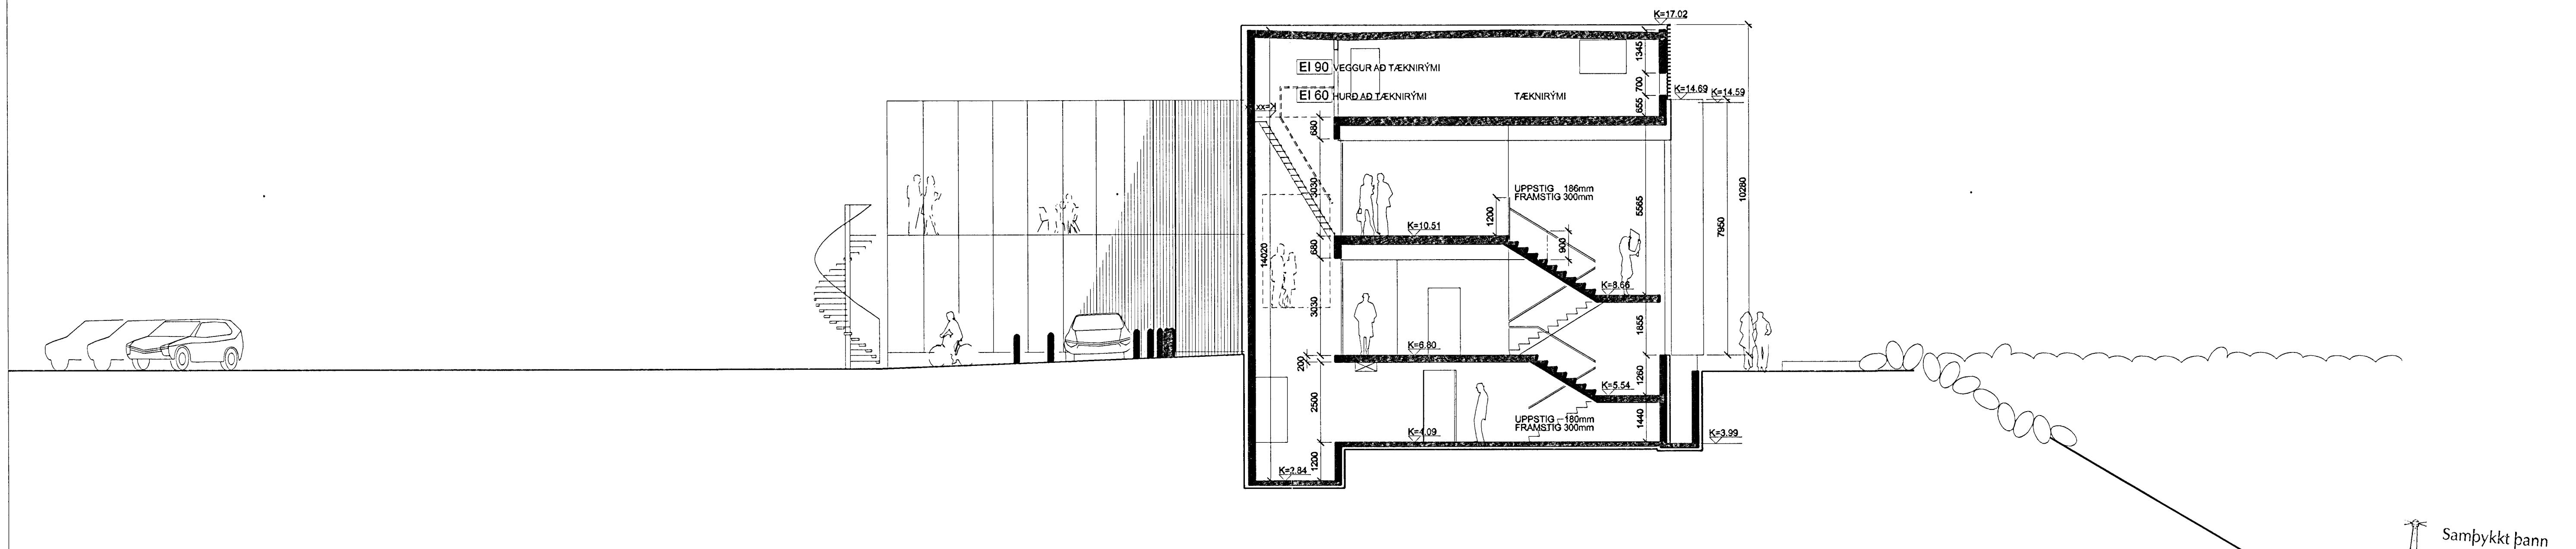 K=17.02
1345
EI 90 VEGGUR AÐ TÆKNIRÝMI
700
EI 60 HURÐ AÐ TÆKNIRÝMI
TÆKNIRÝMI
K=14.69
K=14.59
655
680
3030
UPPSTIG 186mm
FRAMSTIG 300mm
1200
5565
10280
7950
K=10.51
680
900
14020
K=8.66
3030
1855
K=6.80
200
K=5.54
1260
2500
UPPSTIG 180mm
FRAMSTIG 300mm
1440
K=4.09
K=3.99
1200
K=2.84
Samþykkt þann